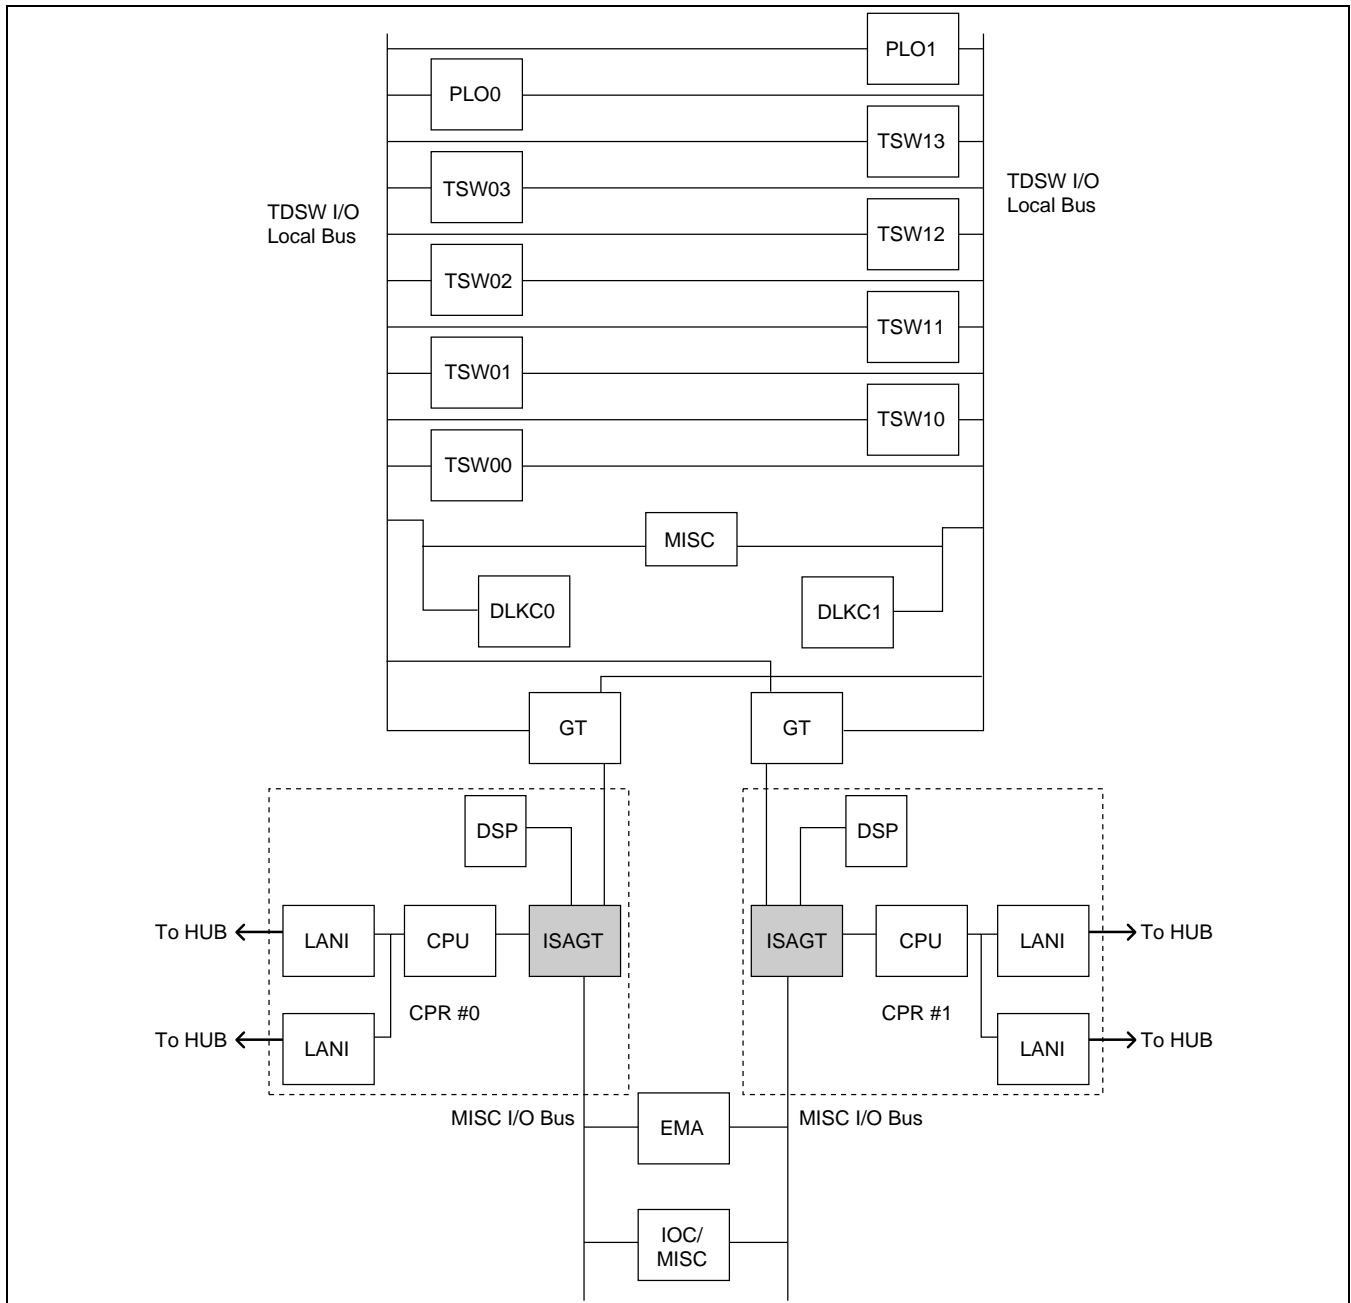 PLO1
PLO0
TSW13
TSW03
TDSW I/O
Local Bus
TDSW I/O
Local Bus
TSW12
TSW02
TSW11
TSW01
TSW10
TSW00
MISC
DLKC0
DLKC1
GT
GT
DSP
DSP
To HUB
LANI
CPU
ISAGT
ISAGT
CPU
LANI
To HUB
CPR #0
CPR #1
To HUB
LANI
LANI
To HUB
MISC I/O Bus
EMA
MISC I/O Bus
IOC/
MISC